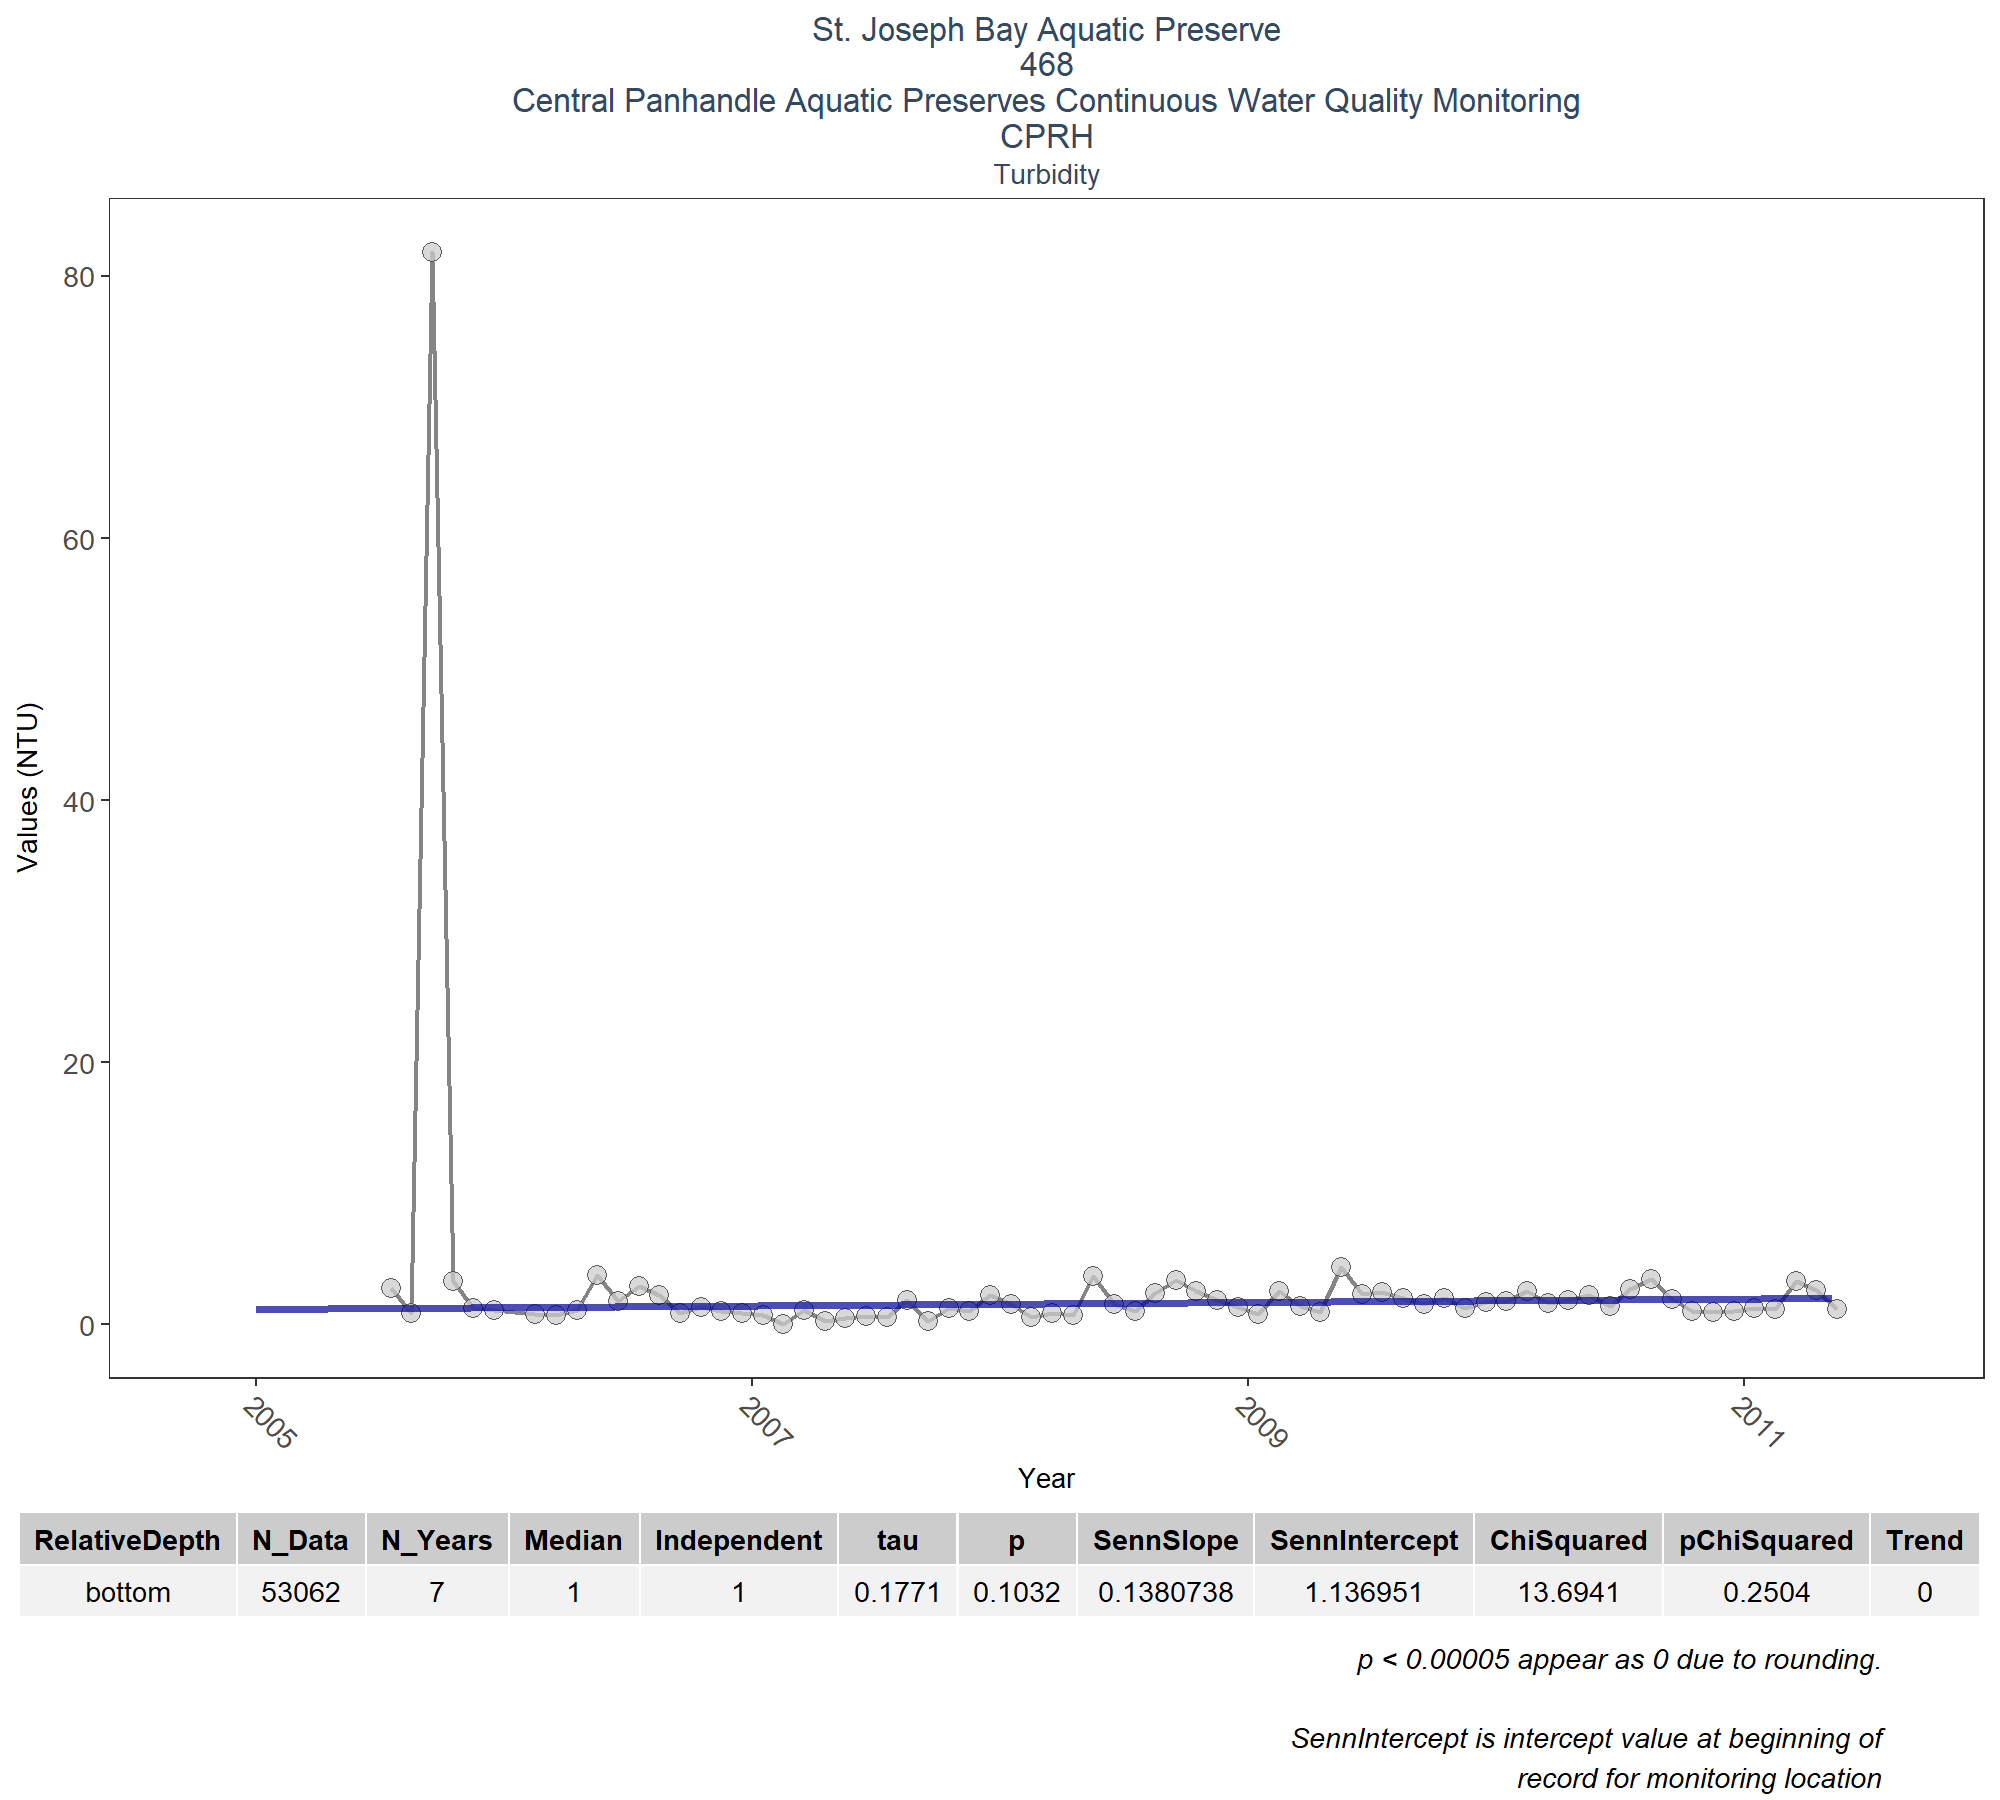 St. Joseph Bay Aquatic Preserve
468
Central Panhandle Aquatic Preserves Continuous Water Quality Monitoring
CPRH
Turbidity
Values (NTU)
80
60
40
20
0
2005 2007 2009 2011
Year
RelativeDepth N_Data N_Years Median Independent tau p SennSlope SennIntercept ChiSquared pChiSquared Trend
bottom 53062 7 1 1 0.1771 0.1032 0.1380738 1.136951 13.6941 0.2504 0
p < 0.00005 appear as 0 due to rounding.
SennIntercept is intercept value at beginning of
record for monitoring location